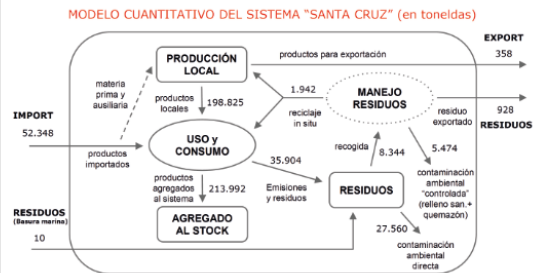 MODELO CUANTITATIVO DEL SISTEMA "SANTA CRUZ" (en toneldas)
EXPORT
358
PRODUCCIÓN
LOCAL
productos para exportación
materia
prima y
ausiliaria
productos
locales
198.825
1.942
reciclaje
in situ
MANEJO
RESIDUOS
residuo
exportado
928
RESIDUOS
IMPORT
52.348
productos
importados
USO y
CONSUMO
35.904
Emisiones
y residuos
recogida
8.344
5.474
contaminación
ambiental
"controlada"
(relleno san.+
quemazón)
productos
agregados
al sistema
213.992
RESIDUOS
AGREGADO
AL STOCK
RESIDUOS
(Basura marina)
10
27.560
contaminación
ambiental
directa